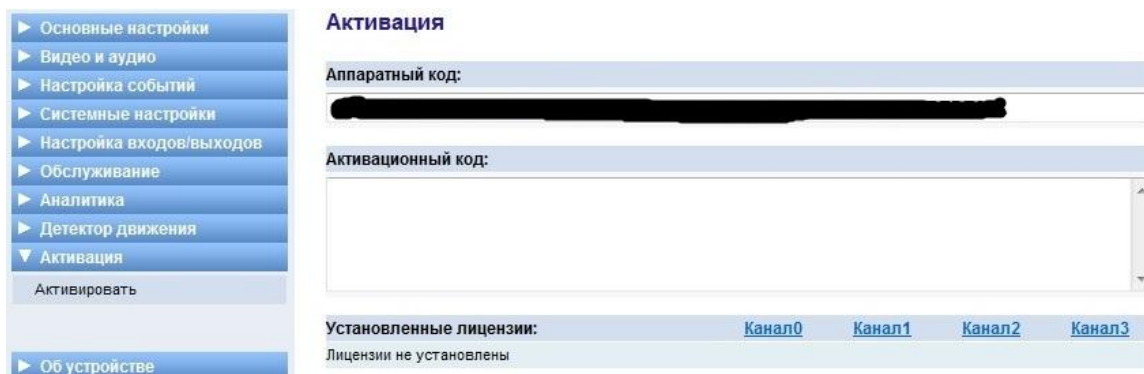 Основные настройки
Видео и аудио
Настройка событий
Системные настройки
Настройка входов/выходов
Обслуживание
Аналитика
Детектор движения
Активация
Активировать
Об устройстве
Активация
Аппаратный код:
Активационный код:
Установленные лицензии: Канал0 Канал1 Канал2 Канал3
Лицензии не установлены